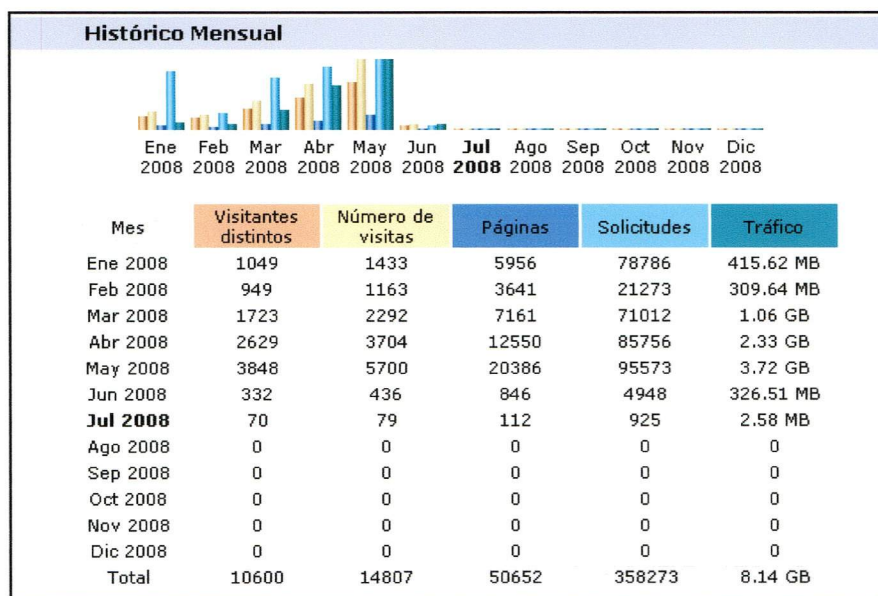 Histórico Mensual
Ene Feb Mar Abr May Jun Jul Ago Sep Oct Nov Dic
2008 2008 2008 2008 2008 2008 2008 2008 2008 2008 2008 2008
Mes Visitantes distintos Número de visitas Páginas Solicitudes Tráfico
Ene 2008 1049 1433 5956 78786 415.62 MB
Feb 2008 949 1163 3641 21273 309.64 MB
Mar 2008 1723 2292 7161 71012 1.06 GB
Abr 2008 2629 3704 12550 85756 2.33 GB
May 2008 3848 5700 20386 95573 3.72 GB
Jun 2008 332 436 846 4948 326.51 MB
Jul 2008 70 79 112 925 2.58 MB
Ago 2008 0 0 0 0 0
Sep 2008 0 0 0 0 0
Oct 2008 0 0 0 0 0
Nov 2008 0 0 0 0 0
Dic 2008 0 0 0 0 0
Total 10600 14807 50652 358273 8.14 GB